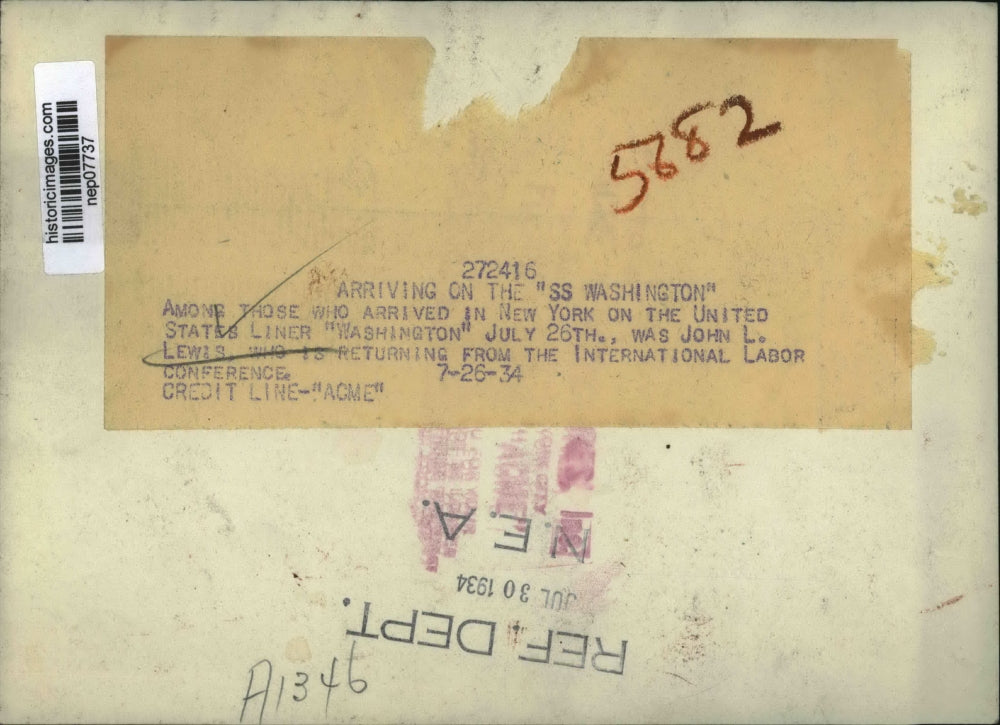 historicimages.com
nep07737
5682
272416
ARRIVING ON THE "SS WASHINGTON"
AMONG THOSE WHO ARRIVED IN NEW YORK ON THE UNITED
STATES LINER "WASHINGTON" JULY 26TH., WAS JOHN L.
LEWIS, WHO IS RETURNING FROM THE INTERNATIONAL LABOR
CONFERENCE. 7-26-34
CREDIT LINE-"ACME"
N.E.A.
JUL 30 1934
REF. DEPT.
A1346